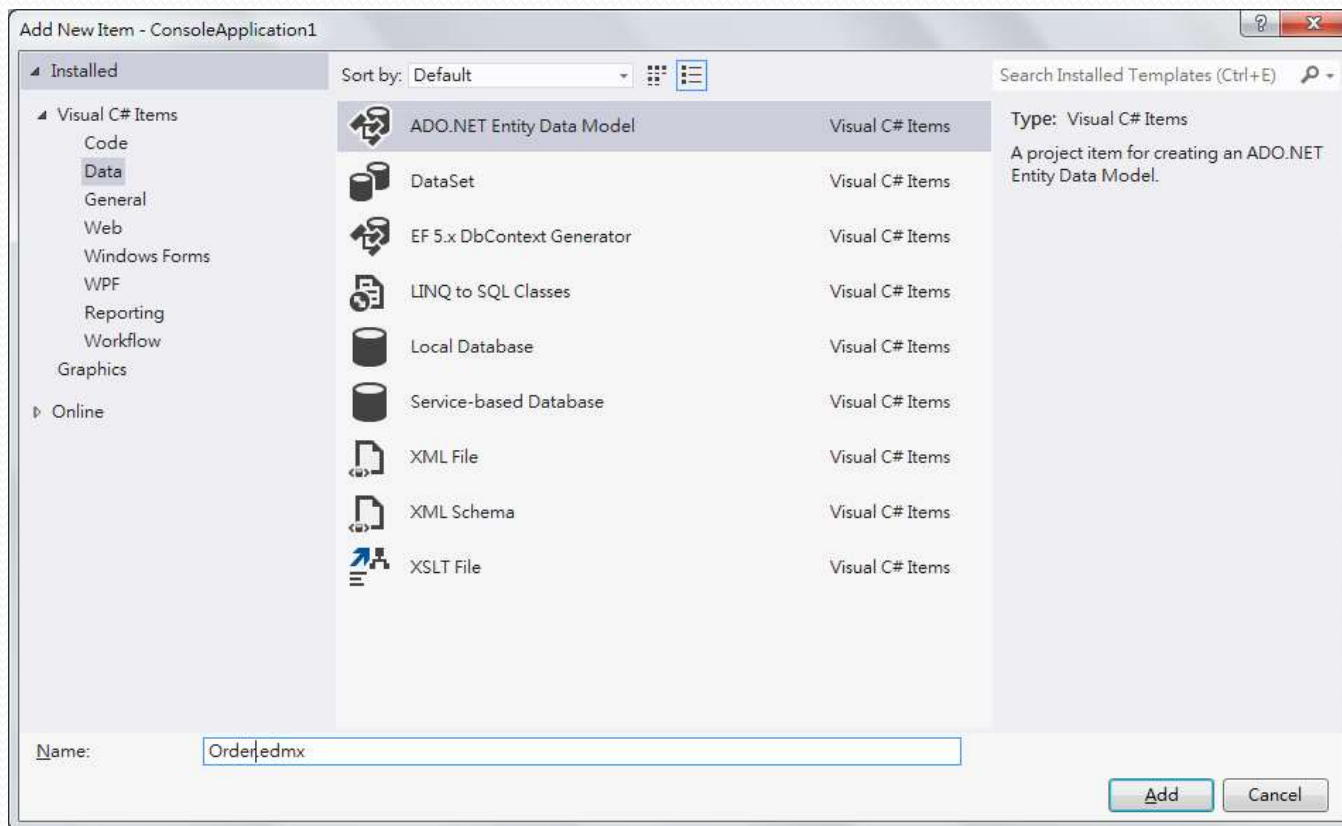 Add New Item - ConsoleApplication1
Installed
Sort by: Default
Search Installed Templates (Ctrl+E)
Visual C# Items
Code
Data
General
Web
Windows Forms
WPF
Reporting
Workflow
Graphics
Online
ADO.NET Entity Data Model Visual C# Items
DataSet Visual C# Items
EF 5.x DbContext Generator Visual C# Items
LINQ to SQL Classes Visual C# Items
Local Database Visual C# Items
Service-based Database Visual C# Items
XML File Visual C# Items
XML Schema Visual C# Items
XSLT File Visual C# Items
Type: Visual C# Items
A project item for creating an ADO.NET
Entity Data Model.
Name: Order.edmx
Add Cancel